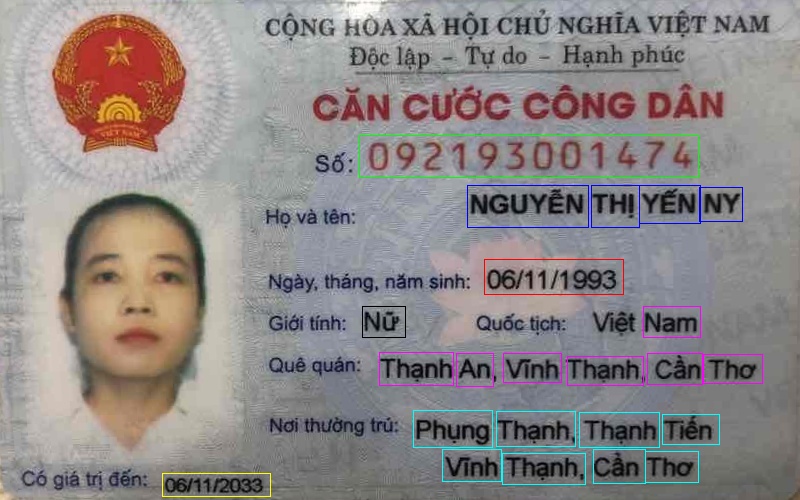 CỘNG HÒA XÃ HỘI CHỦ NGHĨA VIỆT NAM
Độc lập - Tự do - Hạnh phúc
CĂN CƯỚC CÔNG DÂN
Số: 092193001474
Họ và tên: NGUYỄN THỊ YẾN NY
Ngày, tháng, năm sinh: 06/11/1993
Giới tính: Nữ Quốc tịch: Việt Nam
Quê quán: Thạnh An, Vĩnh Thạnh, Cần Thơ
Nơi thường trú: Phụng Thạnh, Thạnh Tiến
Vĩnh Thạnh, Cần Thơ
Có giá trị đến: 06/11/2033